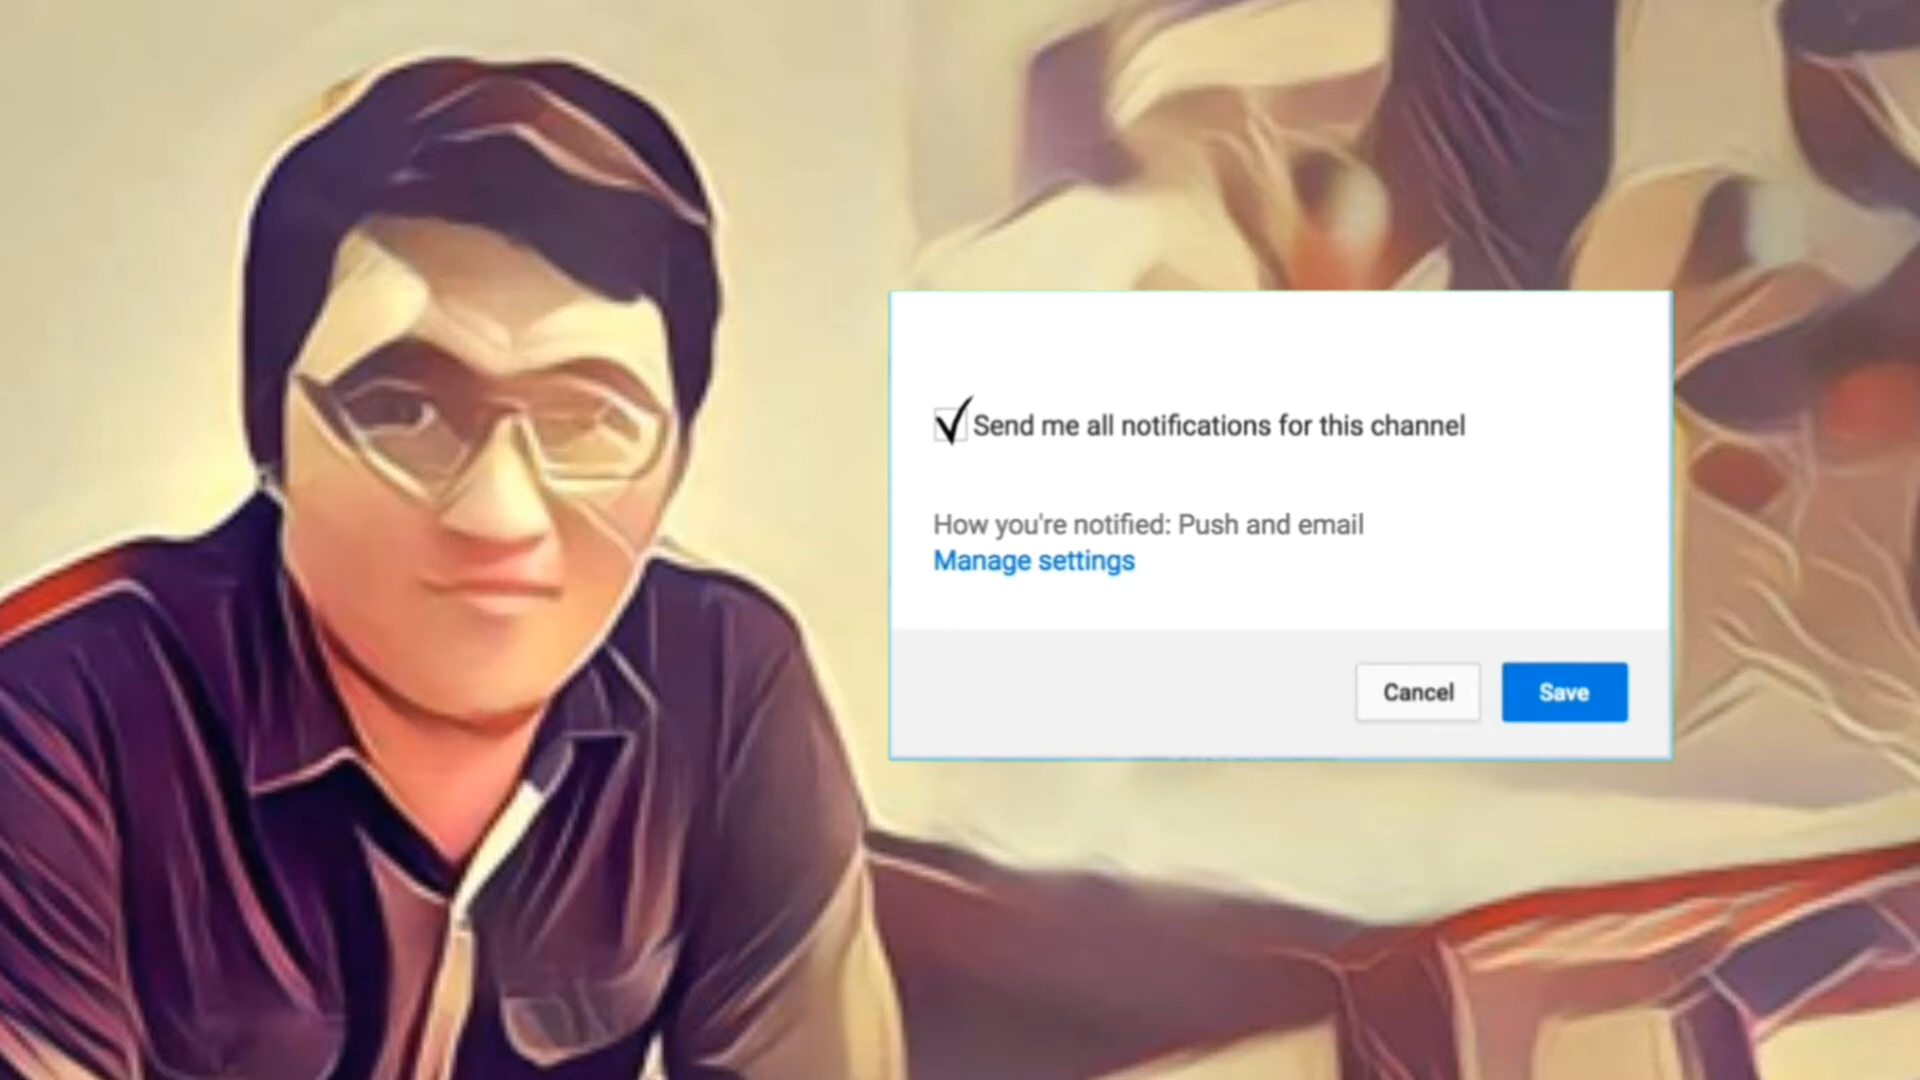 Send me all notifications for this channel
How you're notified: Push and email
Manage settings
Cancel Save